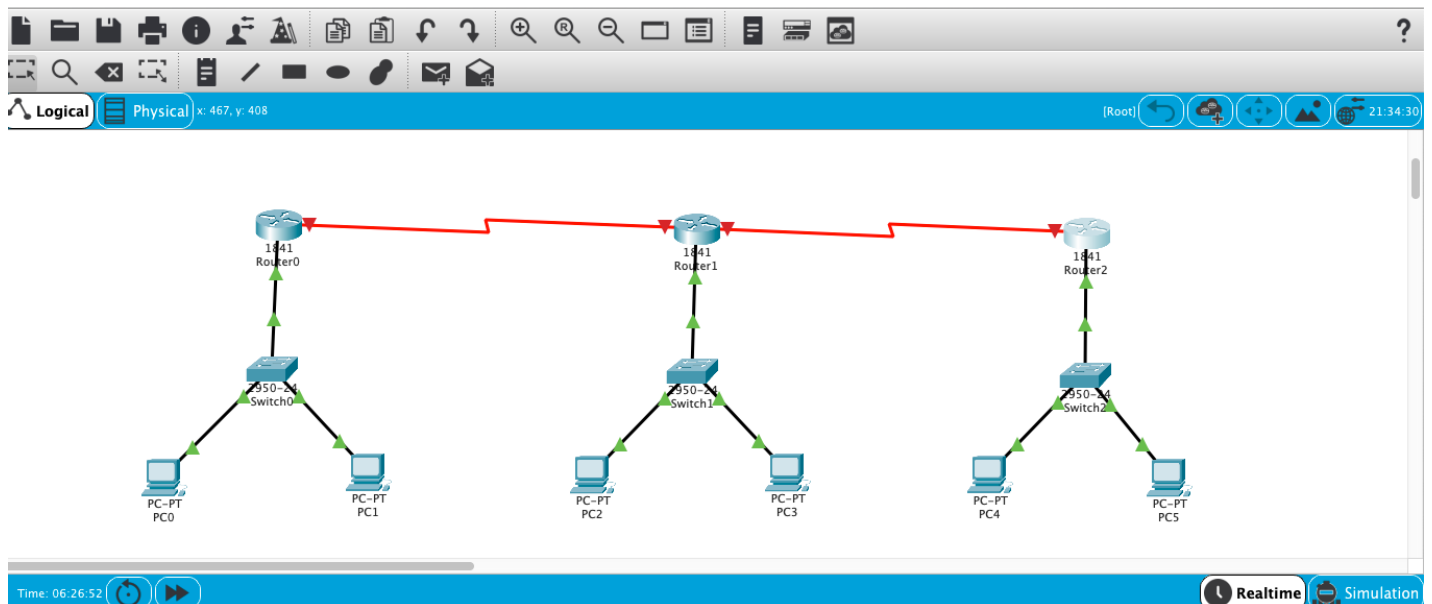 R
?
Logical
Physical
x: 467, y: 408
[Root]
21:34:30
1841
Router0
1841
Router1
1841
Router2
2950-24
Switch0
2950-24
Switch1
2950-24
Switch2
PC-PT
PC0
PC-PT
PC1
PC-PT
PC2
PC-PT
PC3
PC-PT
PC4
PC-PT
PC5
Time: 06:26:52
Realtime
Simulation